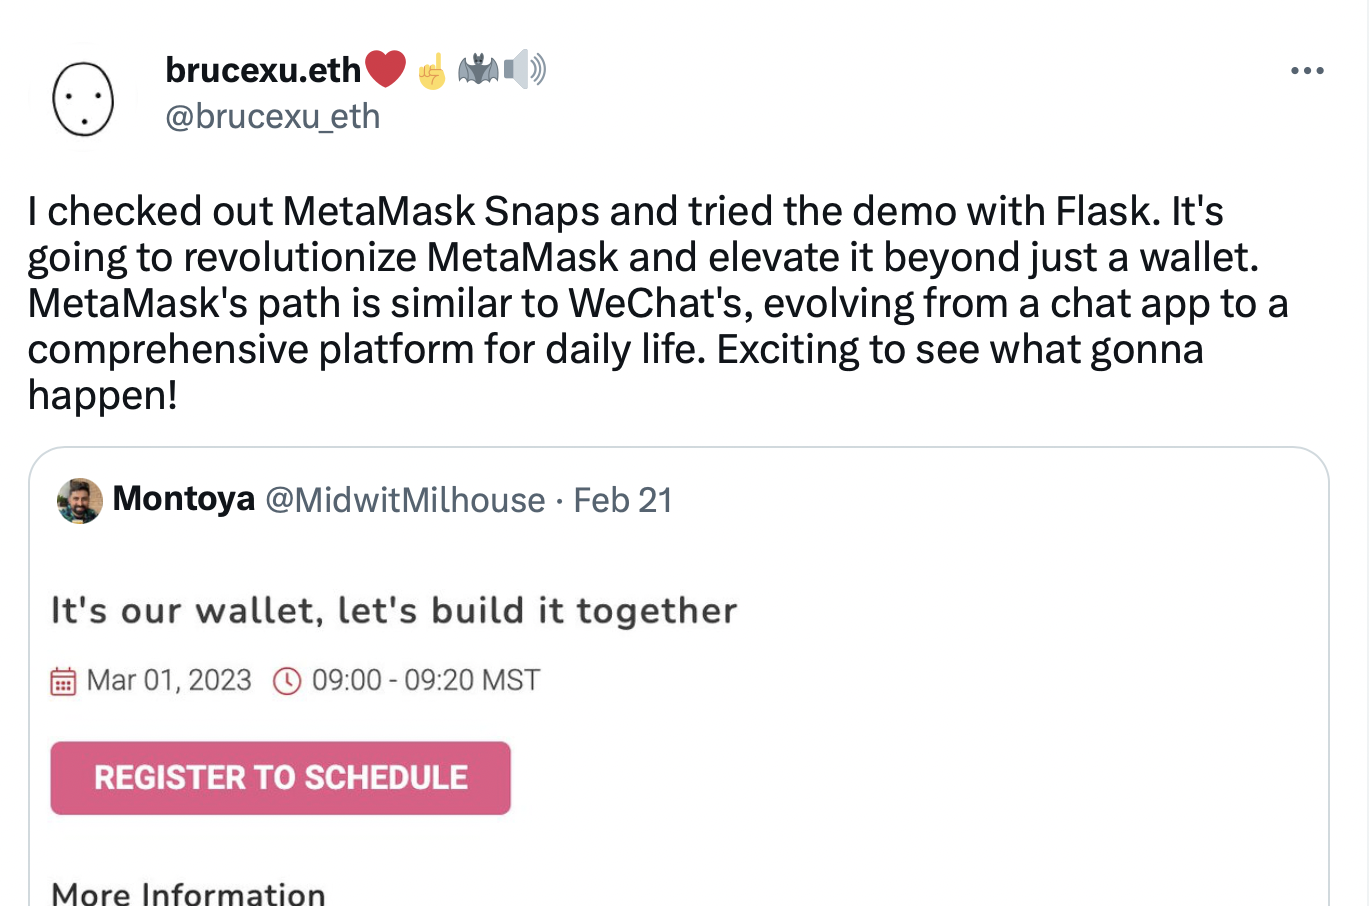 brucexu.eth❤️☝️🦇🔊
@brucexu_eth
I checked out MetaMask Snaps and tried the demo with Flask. It's
going to revolutionize MetaMask and elevate it beyond just a wallet.
MetaMask's path is similar to WeChat's, evolving from a chat app to a
comprehensive platform for daily life. Exciting to see what gonna
happen!
Montoya @MidwitMilhouse · Feb 21
It's our wallet, let's build it together
Mar 01, 2023 09:00 - 09:20 MST
REGISTER TO SCHEDULE
More Information